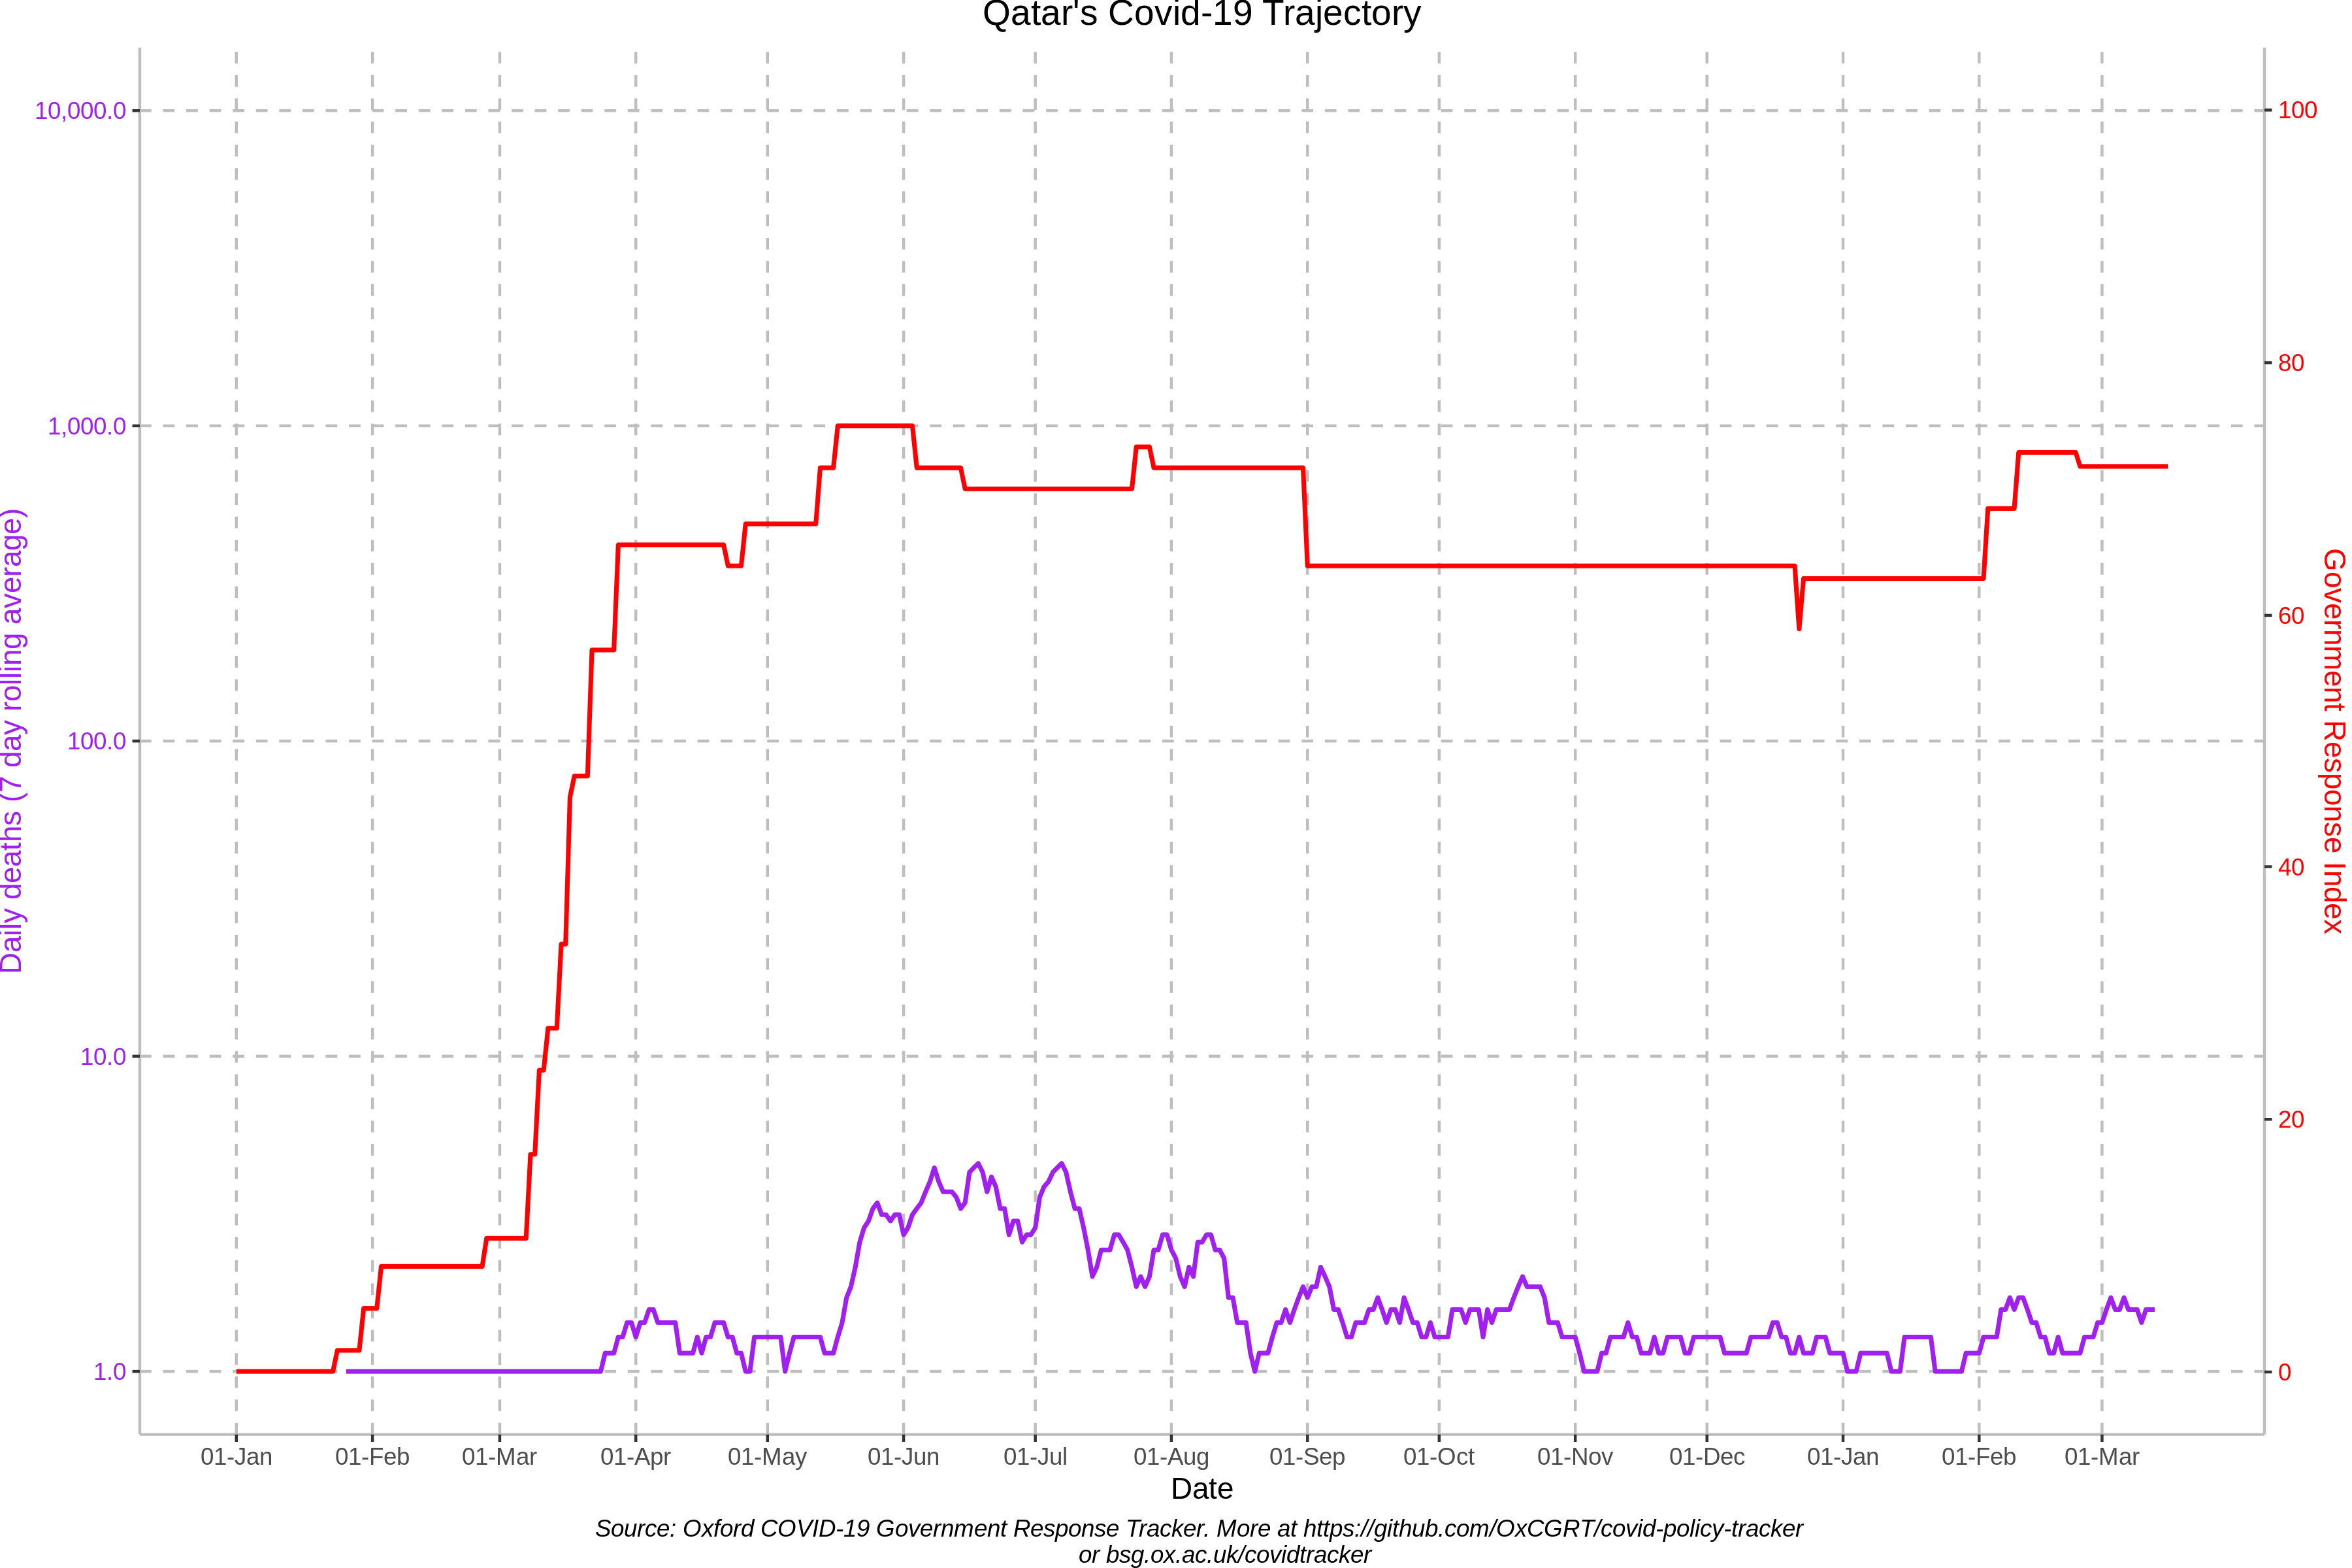 Qatar's Covid-19 Trajectory
10,000.0
1,000.0
100.0
10.0
1.0
Daily deaths (7 day rolling average)
100
80
60
40
20
0
Government Response Index
01-Jan 01-Feb 01-Mar 01-Apr 01-May 01-Jun 01-Jul 01-Aug 01-Sep 01-Oct 01-Nov 01-Dec 01-Jan 01-Feb 01-Mar
Date
Source: Oxford COVID-19 Government Response Tracker. More at https://github.com/OxCGRT/covid-policy-tracker
or bsg.ox.ac.uk/covidtracker